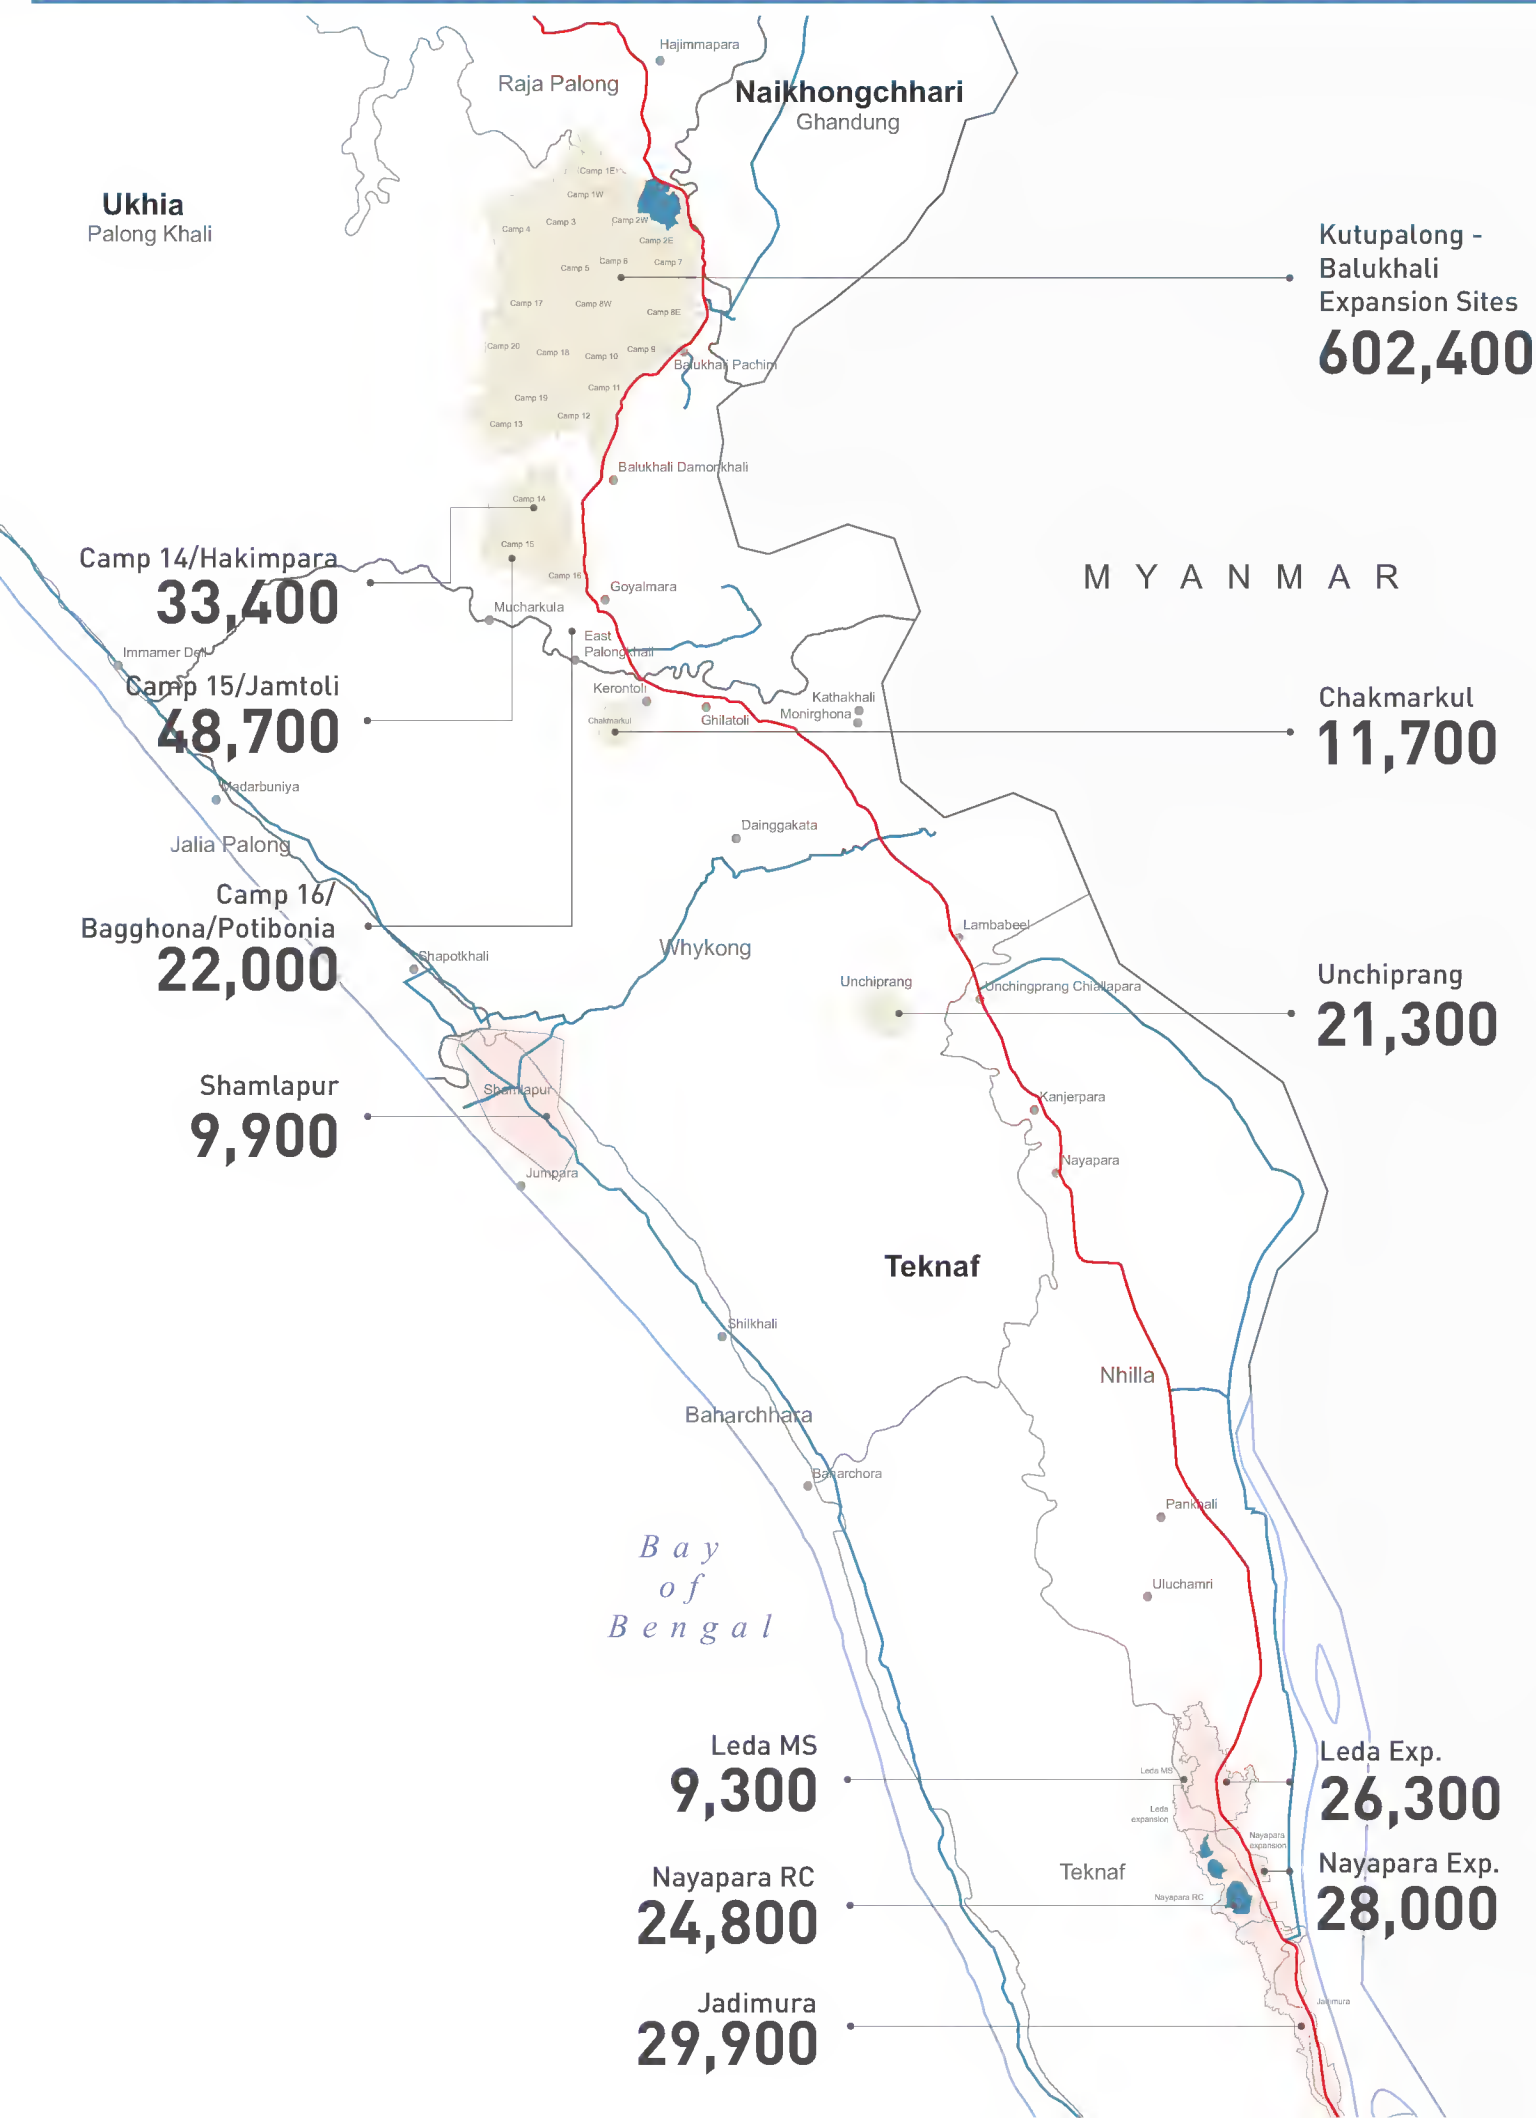 Hajimmapara
Raja Palong
Naikhongchhari
Ghandung
Camp 1E
Camp 1W
Ukhia
Palong Khali
Camp 3
Camp 2W
Camp 4
Camp 2E
Kutupalong -
Balukhali
Expansion Sites
602,400
Camp 6
Camp 7
Camp 5
Camp 17
Camp 8W
Camp 8E
Camp 20
Camp 18
Camp 10
Camp 9
Balukhali Pachim
Camp 11
Camp 19
Camp 12
Camp 13
Balukhali Damonkhali
Camp 14
Camp 15
Camp 14/Hakimpara
33,400
Camp 16
MYANMAR
Goyalmara
Mucharkula
East
Palongkhali
Immamer Dell
Camp 15/Jamtoli
48,700
Kerontoli
Kathakhali
Monirghona
Ghilatoli
Chakmarkul
Chakmarkul
11,700
Madarbuniya
Dainggakata
Jalia Palong
Camp 16/
Bagghona/Potibonia
22,000
Lambabeel
Whykong
Shapotkhali
Unchiprang
Unchingprang Chiallapara
Unchiprang
21,300
Shamlapur
9,900
Shamlapur
Kanjerpara
Jumpara
Nayapara
Teknaf
Shilkhali
Nhilla
Baharchhara
Baharchora
Pankhali
Bay
of
Bengal
Uluchamri
Leda MS
9,300
Leda MS
Leda Exp.
26,300
Leda
expansion
Nayapara
expansion
Nayapara RC
24,800
Teknaf
Nayapara RC
Nayapara Exp.
28,000
Jadimura
29,900
Jadimura